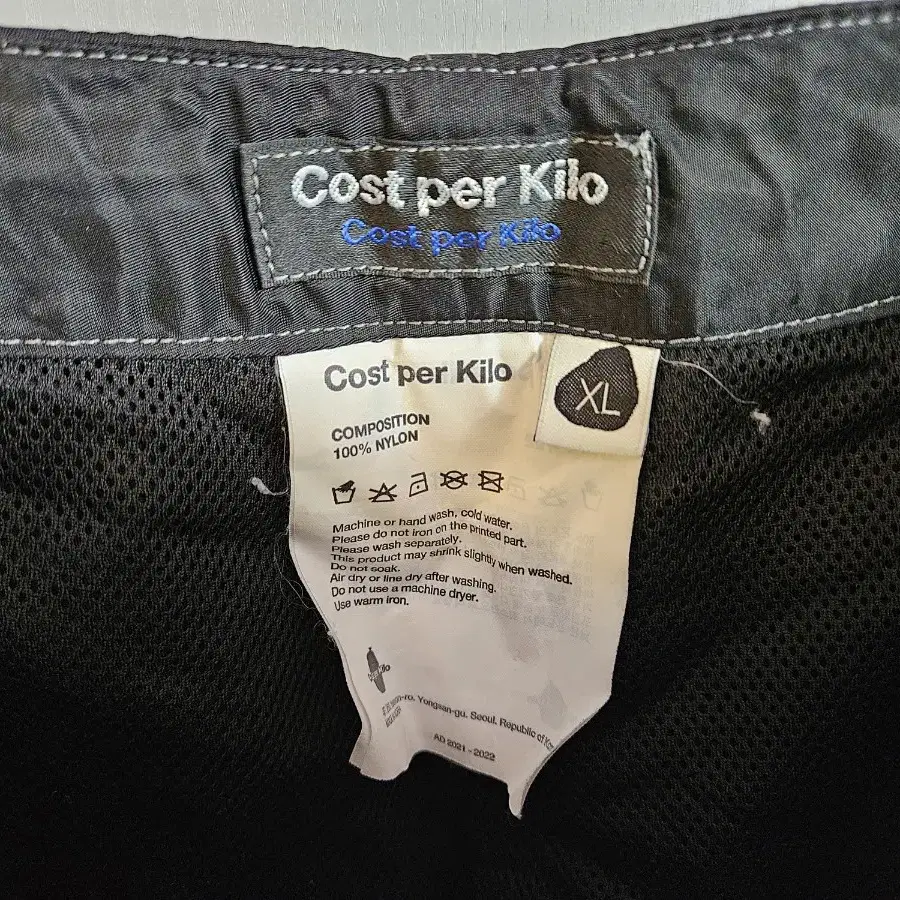 Cost per Kilo
Cost per Kilo
Cost per Kilo
XL
COMPOSITION
100% NYLON
Machine or hand wash, cold water.
Please do not iron on the printed part.
Please wash separately.
This product may shrink slightly when washed.
Do not soak.
Air dry or line dry after washing.
Do not use a machine dryer.
Use warm iron.
Yongsan-gu. Seoul. Republic of
AD 2021 - 2022